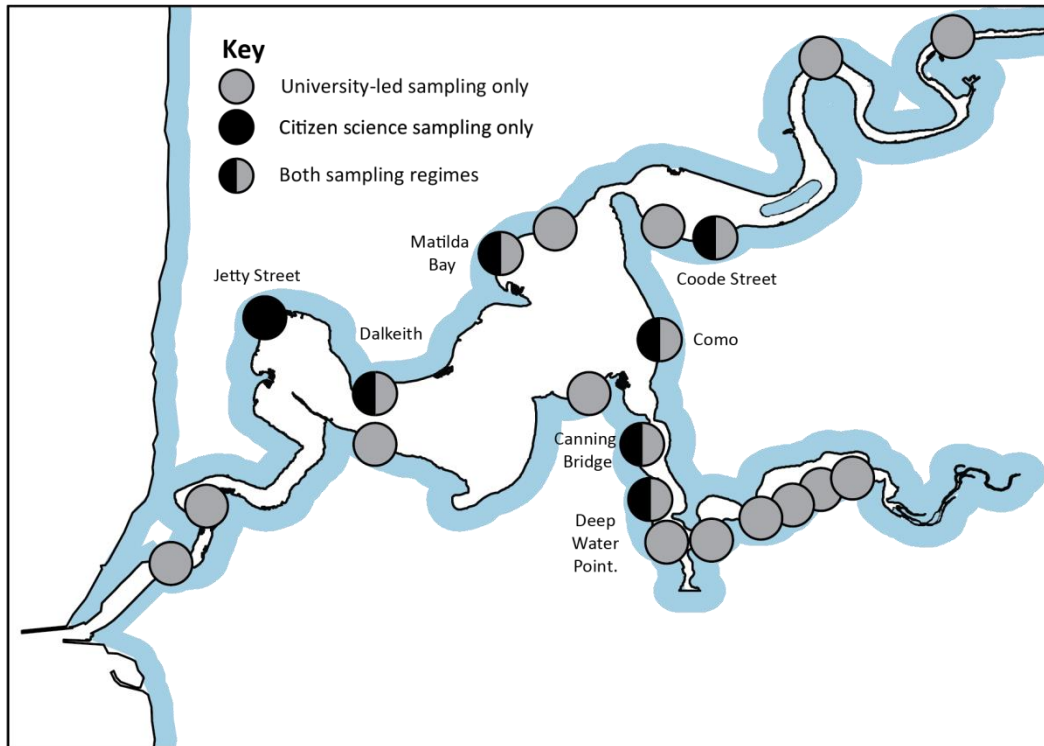 Key
University-led sampling only
Citizen science sampling only
Both sampling regimes
Matilda
Bay
Jetty Street
Coode Street
Dalkeith
Como
Canning
Bridge
Deep
Water
Point.